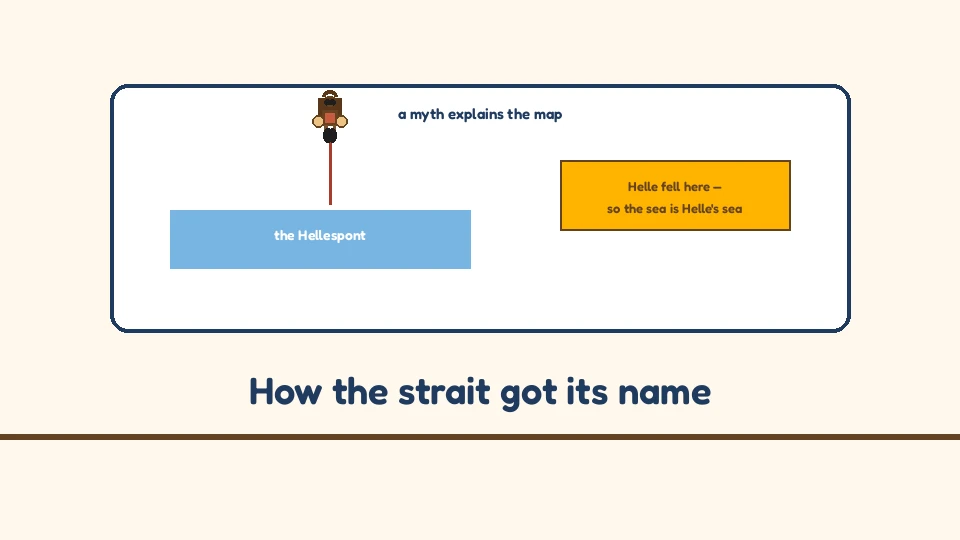 a myth explains the map
Helle fell here –
so the sea is Helle's sea
the Hellespont
How the strait got its name